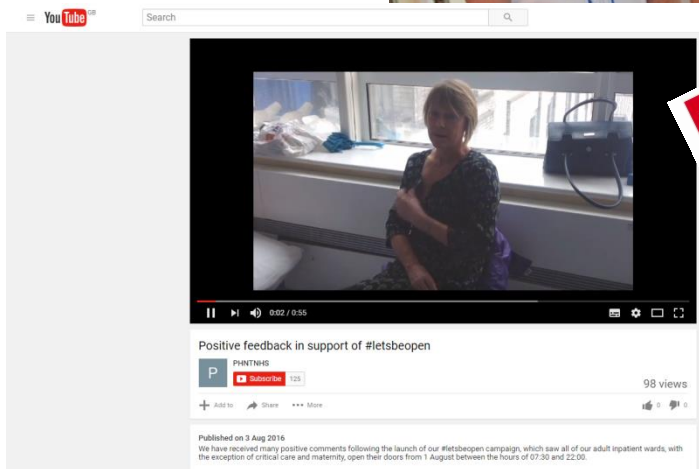 YouTube GB
Search
0:02 / 0:55
Positive feedback in support of #letsbeopen
P
PHNTNHS
Subscribe 125
98 views
Add to Share More
0 0
Published on 3 Aug 2016
We have received many positive comments following the launch of our #letsbeopen campaign, which saw all of our adult inpatient wards, with
the exception of critical care and maternity, open their doors from 1 August between the hours of 07:30 and 22:00.